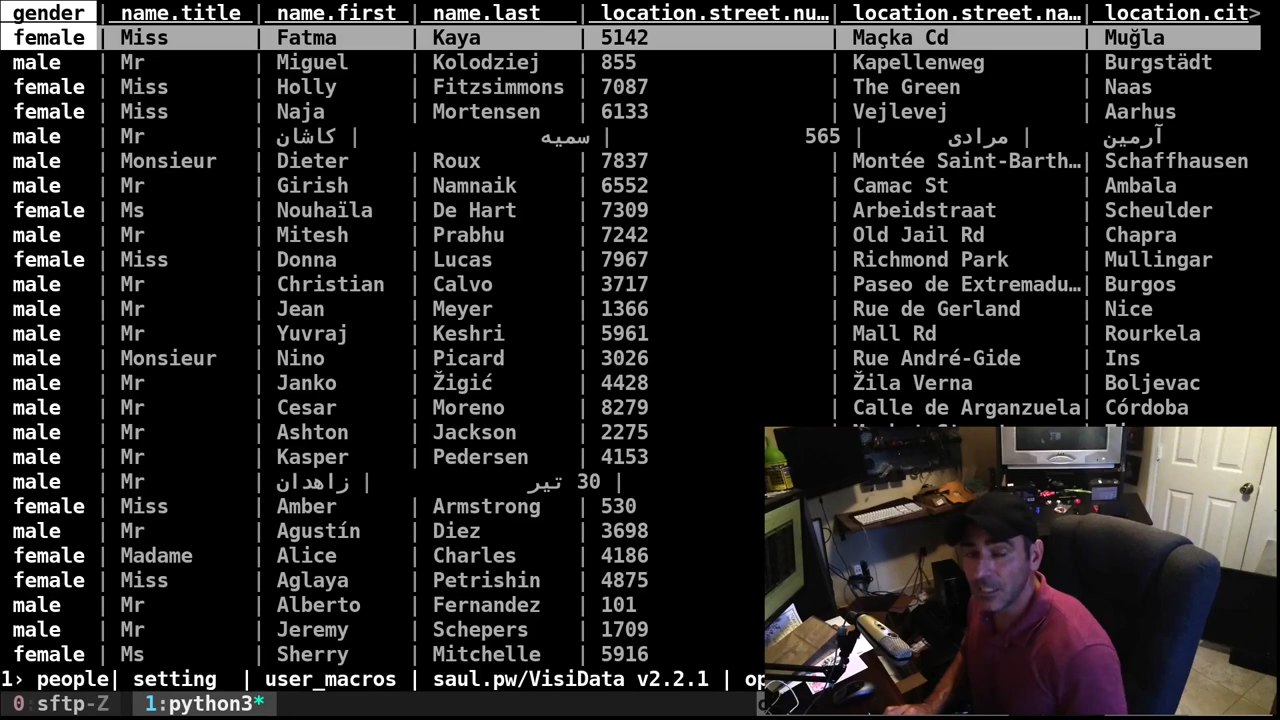 gender name.title name.first name.last location.street.nu… location.street.na… location.cit>
female | Miss | Fatma | Kaya | 5142 | Maçka Cd | Muğla
male | Mr | Miguel | Kolodziej | 855 | Kapellenweg | Burgstädt
female | Miss | Holly | Fitzsimmons | 7087 | The Green | Naas
female | Miss | Naja | Mortensen | 6133 | Vejlevej | Aarhus
male | Mr | کاشان | سمیه | 565 | مرادی | آرمین
male | Monsieur | Dieter | Roux | 7837 | Montée Saint-Barth…| Schaffhausen
male | Mr | Girish | Namnaik | 6552 | Camac St | Ambala
female | Ms | Nouhaïla | De Hart | 7309 | Arbeidstraat | Scheulder
male | Mr | Mitesh | Prabhu | 7242 | Old Jail Rd | Chapra
female | Miss | Donna | Lucas | 7967 | Richmond Park | Mullingar
male | Mr | Christian | Calvo | 3717 | Paseo de Extremadu…| Burgos
male | Mr | Jean | Meyer | 1366 | Rue de Gerland | Nice
male | Mr | Yuvraj | Keshri | 5961 | Mall Rd | Rourkela
male | Monsieur | Nino | Picard | 3026 | Rue André-Gide | Ins
male | Mr | Janko | Žigić | 4428 | Žila Verna | Boljevac
male | Mr | Cesar | Moreno | 8279 | Calle de Arganzuela| Córdoba
male | Mr | Ashton | Jackson | 2275
male | Mr | Kasper | Pedersen | 4153
male | Mr | زاهدان | 30 تیر |
female | Miss | Amber | Armstrong | 530
male | Mr | Agustín | Diez | 3698
female | Madame | Alice | Charles | 4186
female | Miss | Aglaya | Petrishin | 4875
male | Mr | Alberto | Fernandez | 101
male | Mr | Jeremy | Schepers | 1709
female | Ms | Sherry | Mitchelle | 5916
1› people| setting | user_macros | saul.pw/VisiData v2.2.1 | op
0 sftp-Z 1:python3*